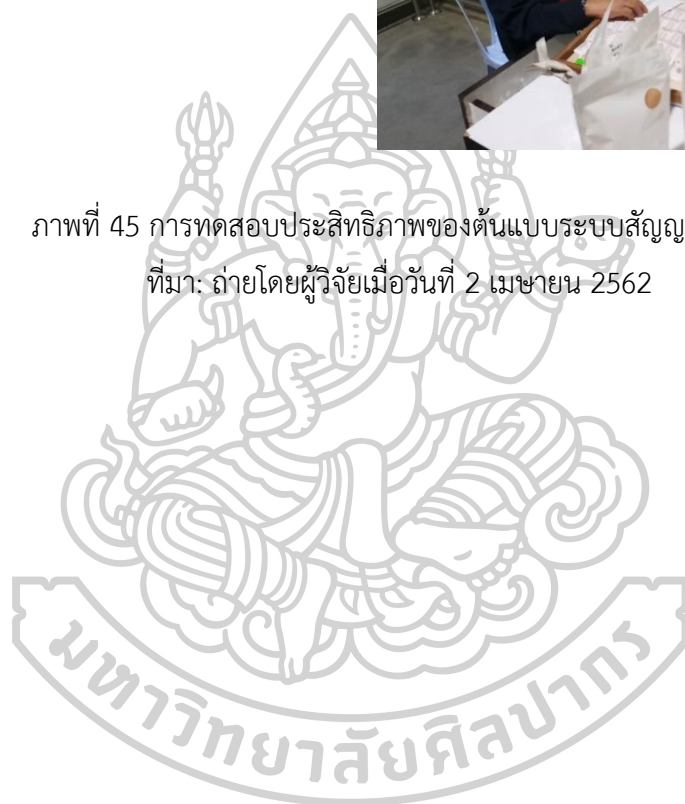 ภาพที่ 45 การทดสอบประสิทธิภาพของต้นแบบระบบสัญญ
ที่มา: ถ่ายโดยผู้วิจัยเมื่อวันที่ 2 เมษายน 2562
มหาวิทยาลัยศิลปากร